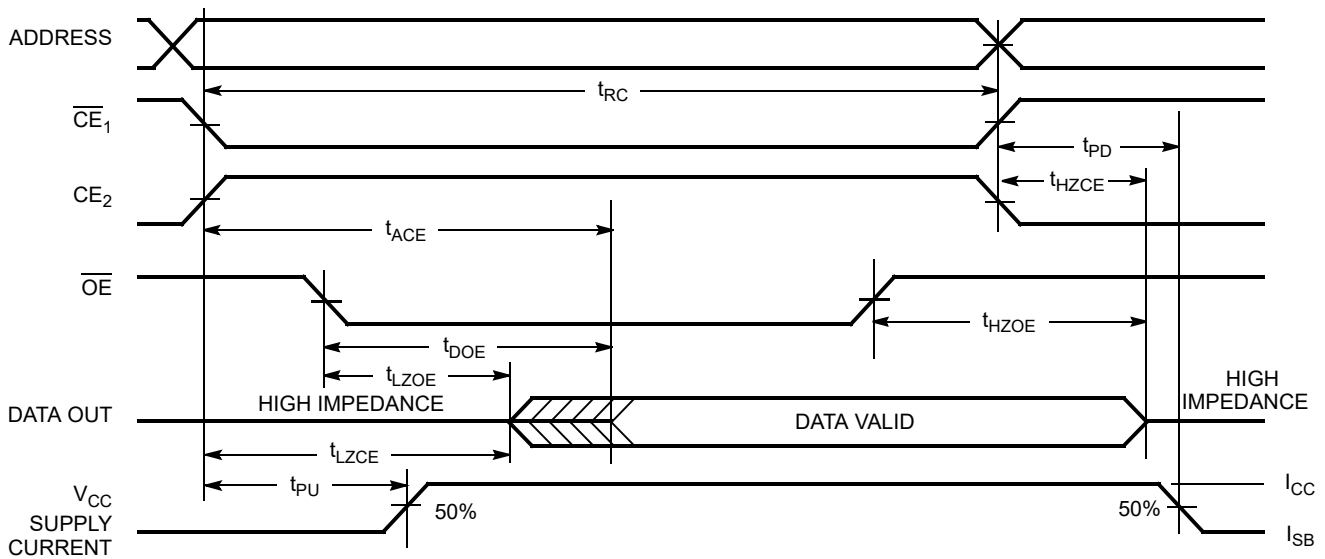 ADDRESS
tRC
CE1
tPD
tHZCE
CE2
tACE
OE
tHZOE
tDOE
tLZOE
HIGH
IMPEDANCE
HIGH IMPEDANCE
DATA OUT
DATA VALID
tLZCE
tPU
VCC
SUPPLY
CURRENT
50%
50%
ICC
ISB